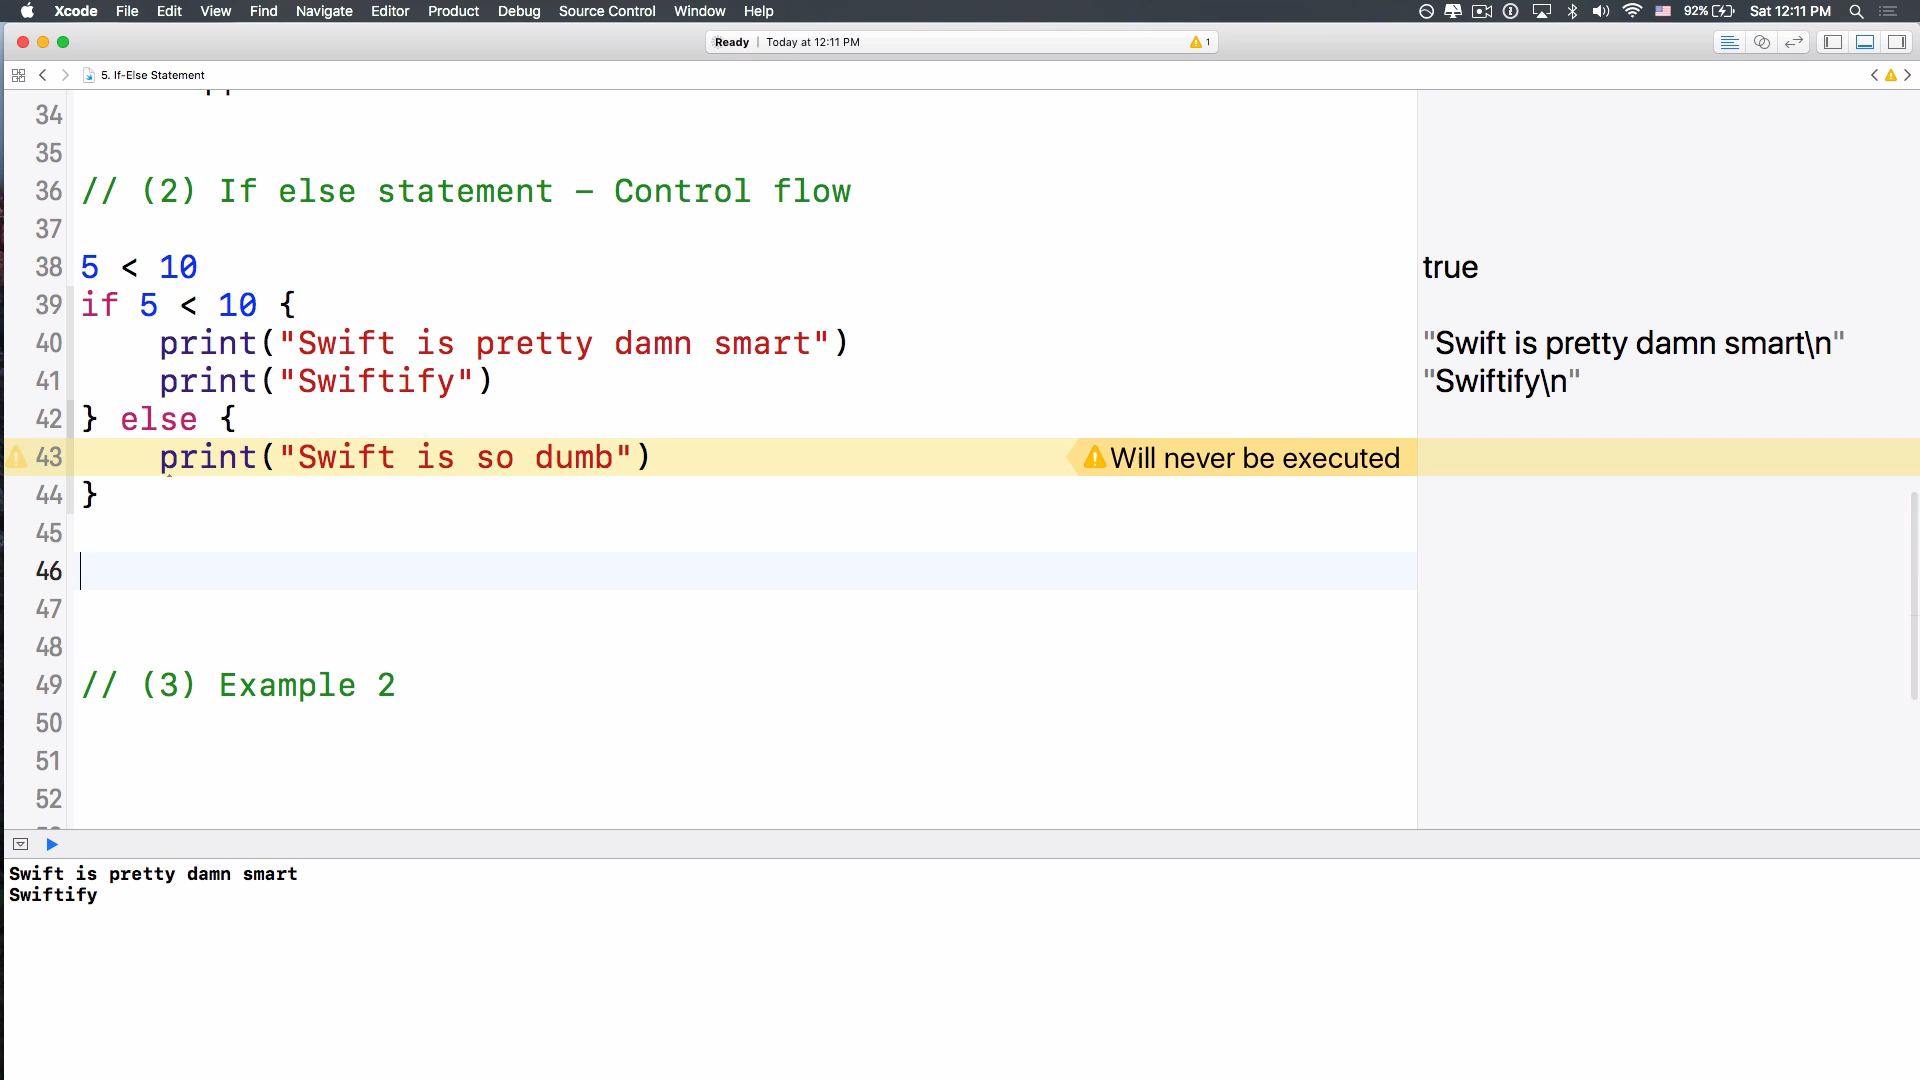 Xcode File Edit View Find Navigate Editor Product Debug Source Control Window Help 92% Sat 12:11 PM
Ready | Today at 12:11 PM 1
5. If-Else Statement
34
35
36 // (2) If else statement - Control flow
37
38 5 < 10 true
39 if 5 < 10 {
40 print("Swift is pretty damn smart") "Swift is pretty damn smart\n"
41 print("Swiftify") "Swiftify\n"
42 } else {
43 print("Swift is so dumb") Will never be executed
44 }
45
46
47
48
49 // (3) Example 2
50
51
52
Swift is pretty damn smart
Swiftify